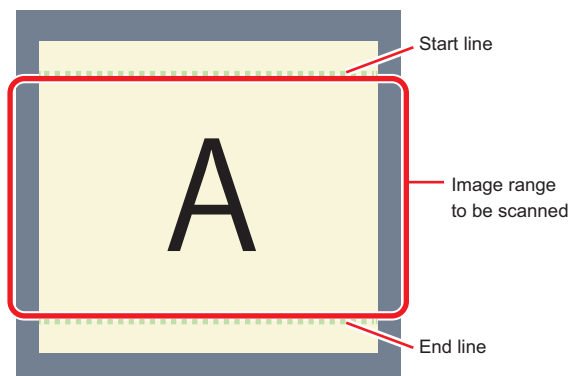 Start line
A
Image range
to be scanned
End line